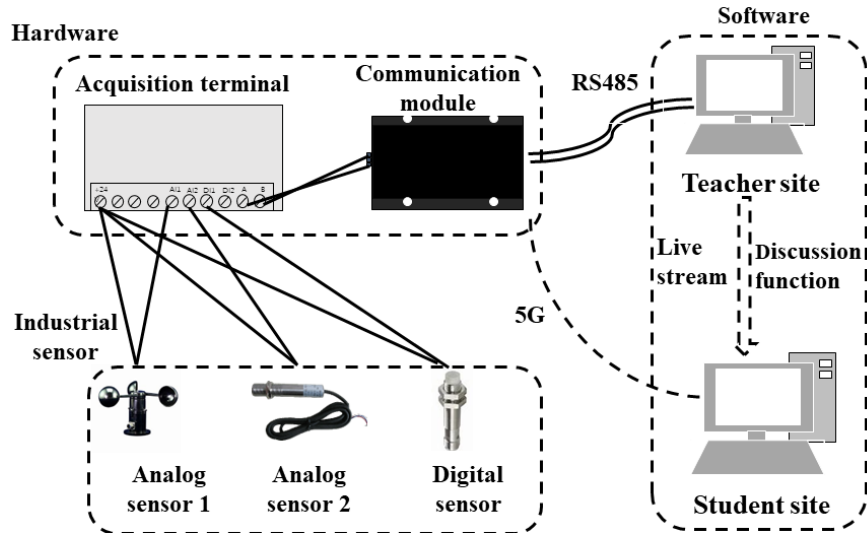 Hardware
Software
Acquisition terminal
Communication
module
RS485
+24
AI1
AI2
DI1
DI2
A
B
Teacher site
Live
stream
Discussion
function
5G
Industrial
sensor
Analog
sensor 1
Analog
sensor 2
Digital
sensor
Student site